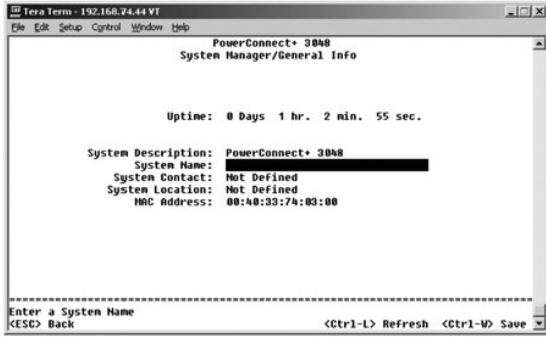 Tera Term - 192.168.74.44 VT
File Edit Setup Control Window Help
PowerConnect+ 3048
System Manager/General Info
Uptime: 0 Days 1 hr. 2 min. 55 sec.
System Description: PowerConnect+ 3048
System Name:
System Contact: Not Defined
System Location: Not Defined
MAC Address: 00:40:33:74:03:00
Enter a System Name
<ESC> Back <Ctrl-L> Refresh <Ctrl-W> Save